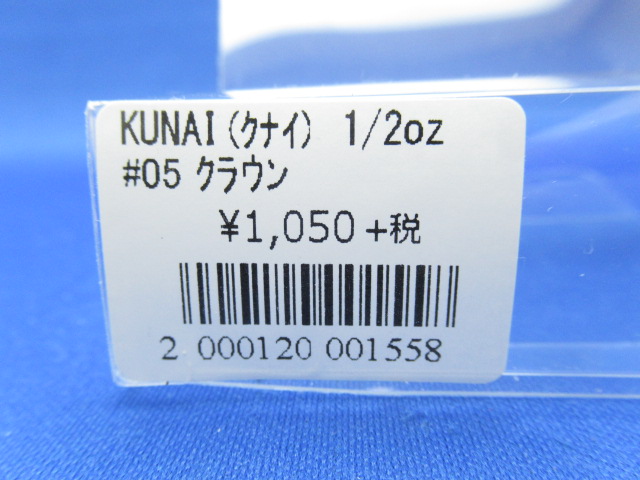 KUNAI(ｸﾅｲ) 1/2oz
#05 ｸﾗｳﾝ
¥1,050+税
2 000120 001558